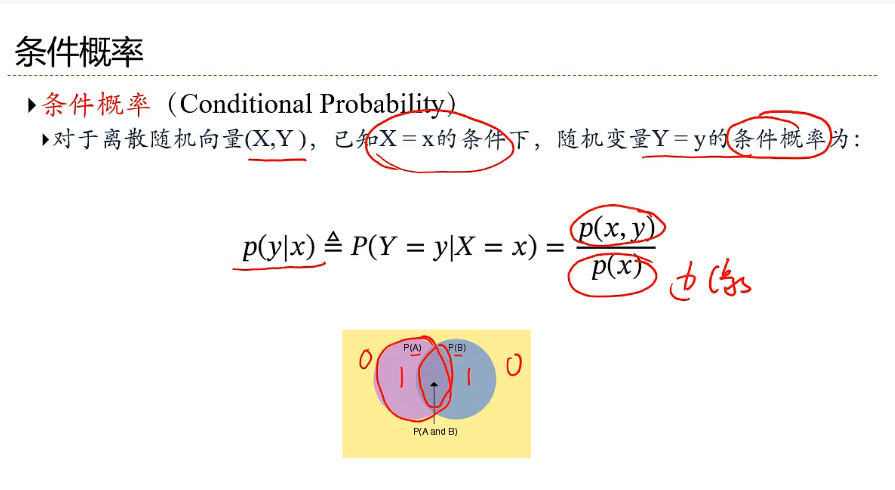 条件概率
条件概率（Conditional Probability）
对于离散随机向量(X,Y )，已知X = x的条件下，随机变量Y = y的条件概率为：
p(y|x) ≜ P(Y = y|X = x) = p(x, y) / p(x)
边缘
P(A) P(B)
0 1 1 0
P(A and B)